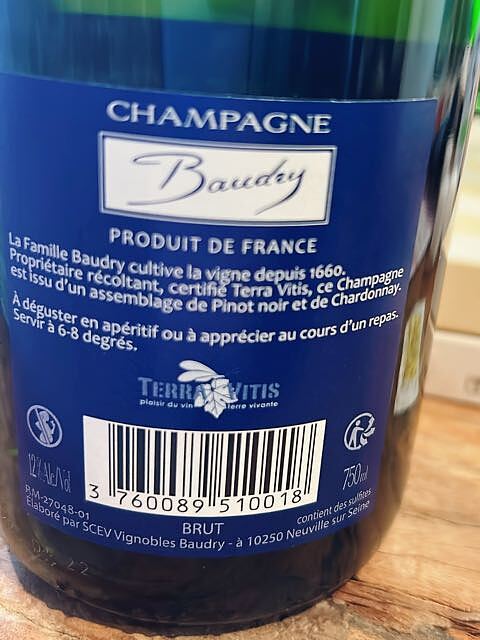 CHAMPAGNE
Baudry
PRODUIT DE FRANCE
La Famille Baudry cultive la vigne depuis 1660.
Propriétaire récoltant, certifié Terra Vitis, ce Champagne
est issu d'un assemblage de Pinot noir et de Chardonnay.
À déguster en apéritif ou à apprécier au cours d'un repas.
Servir à 6-8 degrés.
TERRA VITIS
plaisir du vin terre vivante
12%Alc/Vol
750ml
3 760089 510018
R.M-27048-01
BRUT
contient des sulfites
Élaboré par SCEV Vignobles Baudry - à 10250 Neuville sur Seine